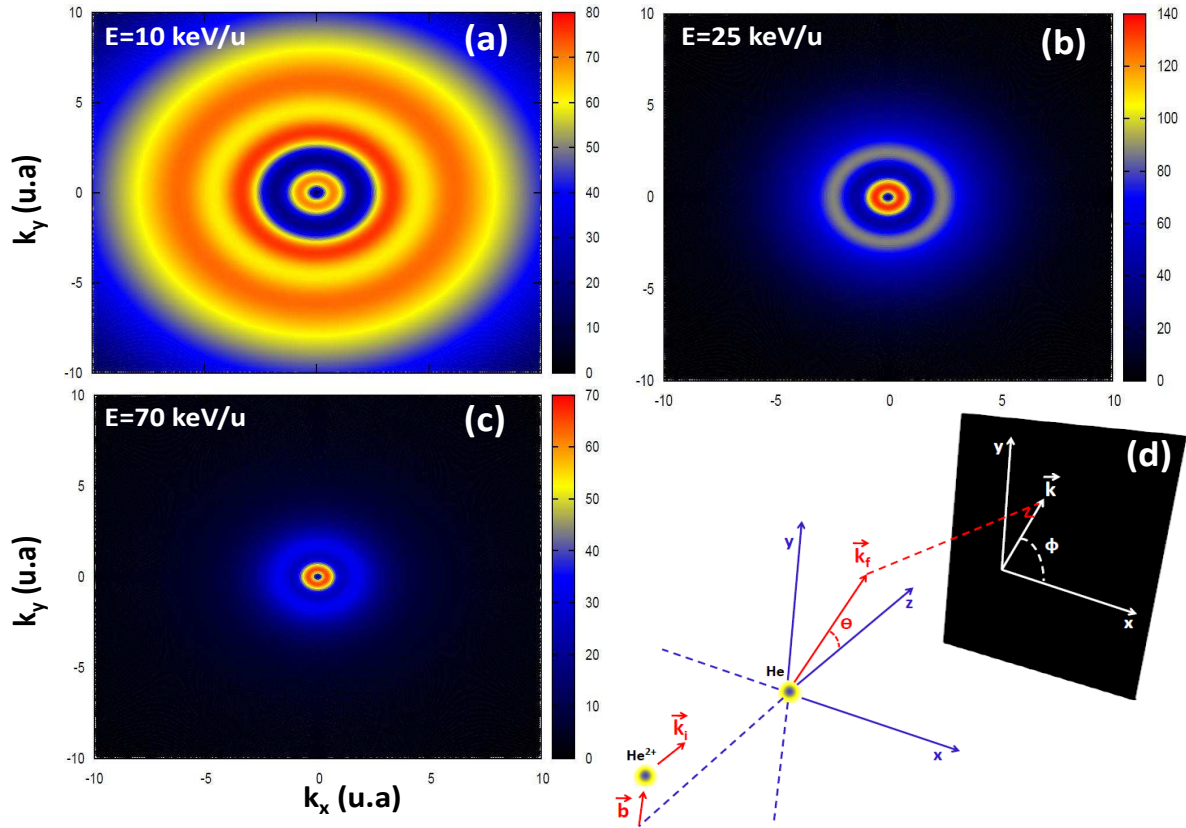 E=10 keV/u
(a)
10
5
0
-5
-10
k_y (u.a)
80
70
60
50
40
30
20
10
0
E=25 keV/u
(b)
10
5
0
-5
-10
-10
-5
0
5
10
140
120
100
80
60
40
20
0
E=70 keV/u
(c)
10
5
0
-5
-10
k_y (u.a)
-10
-5
0
5
10
k_x (u.a)
70
60
50
40
30
20
10
0
(d)
y
k
ϕ
x
y
k_f
z
Θ
He
x
k_i
He²⁺
b